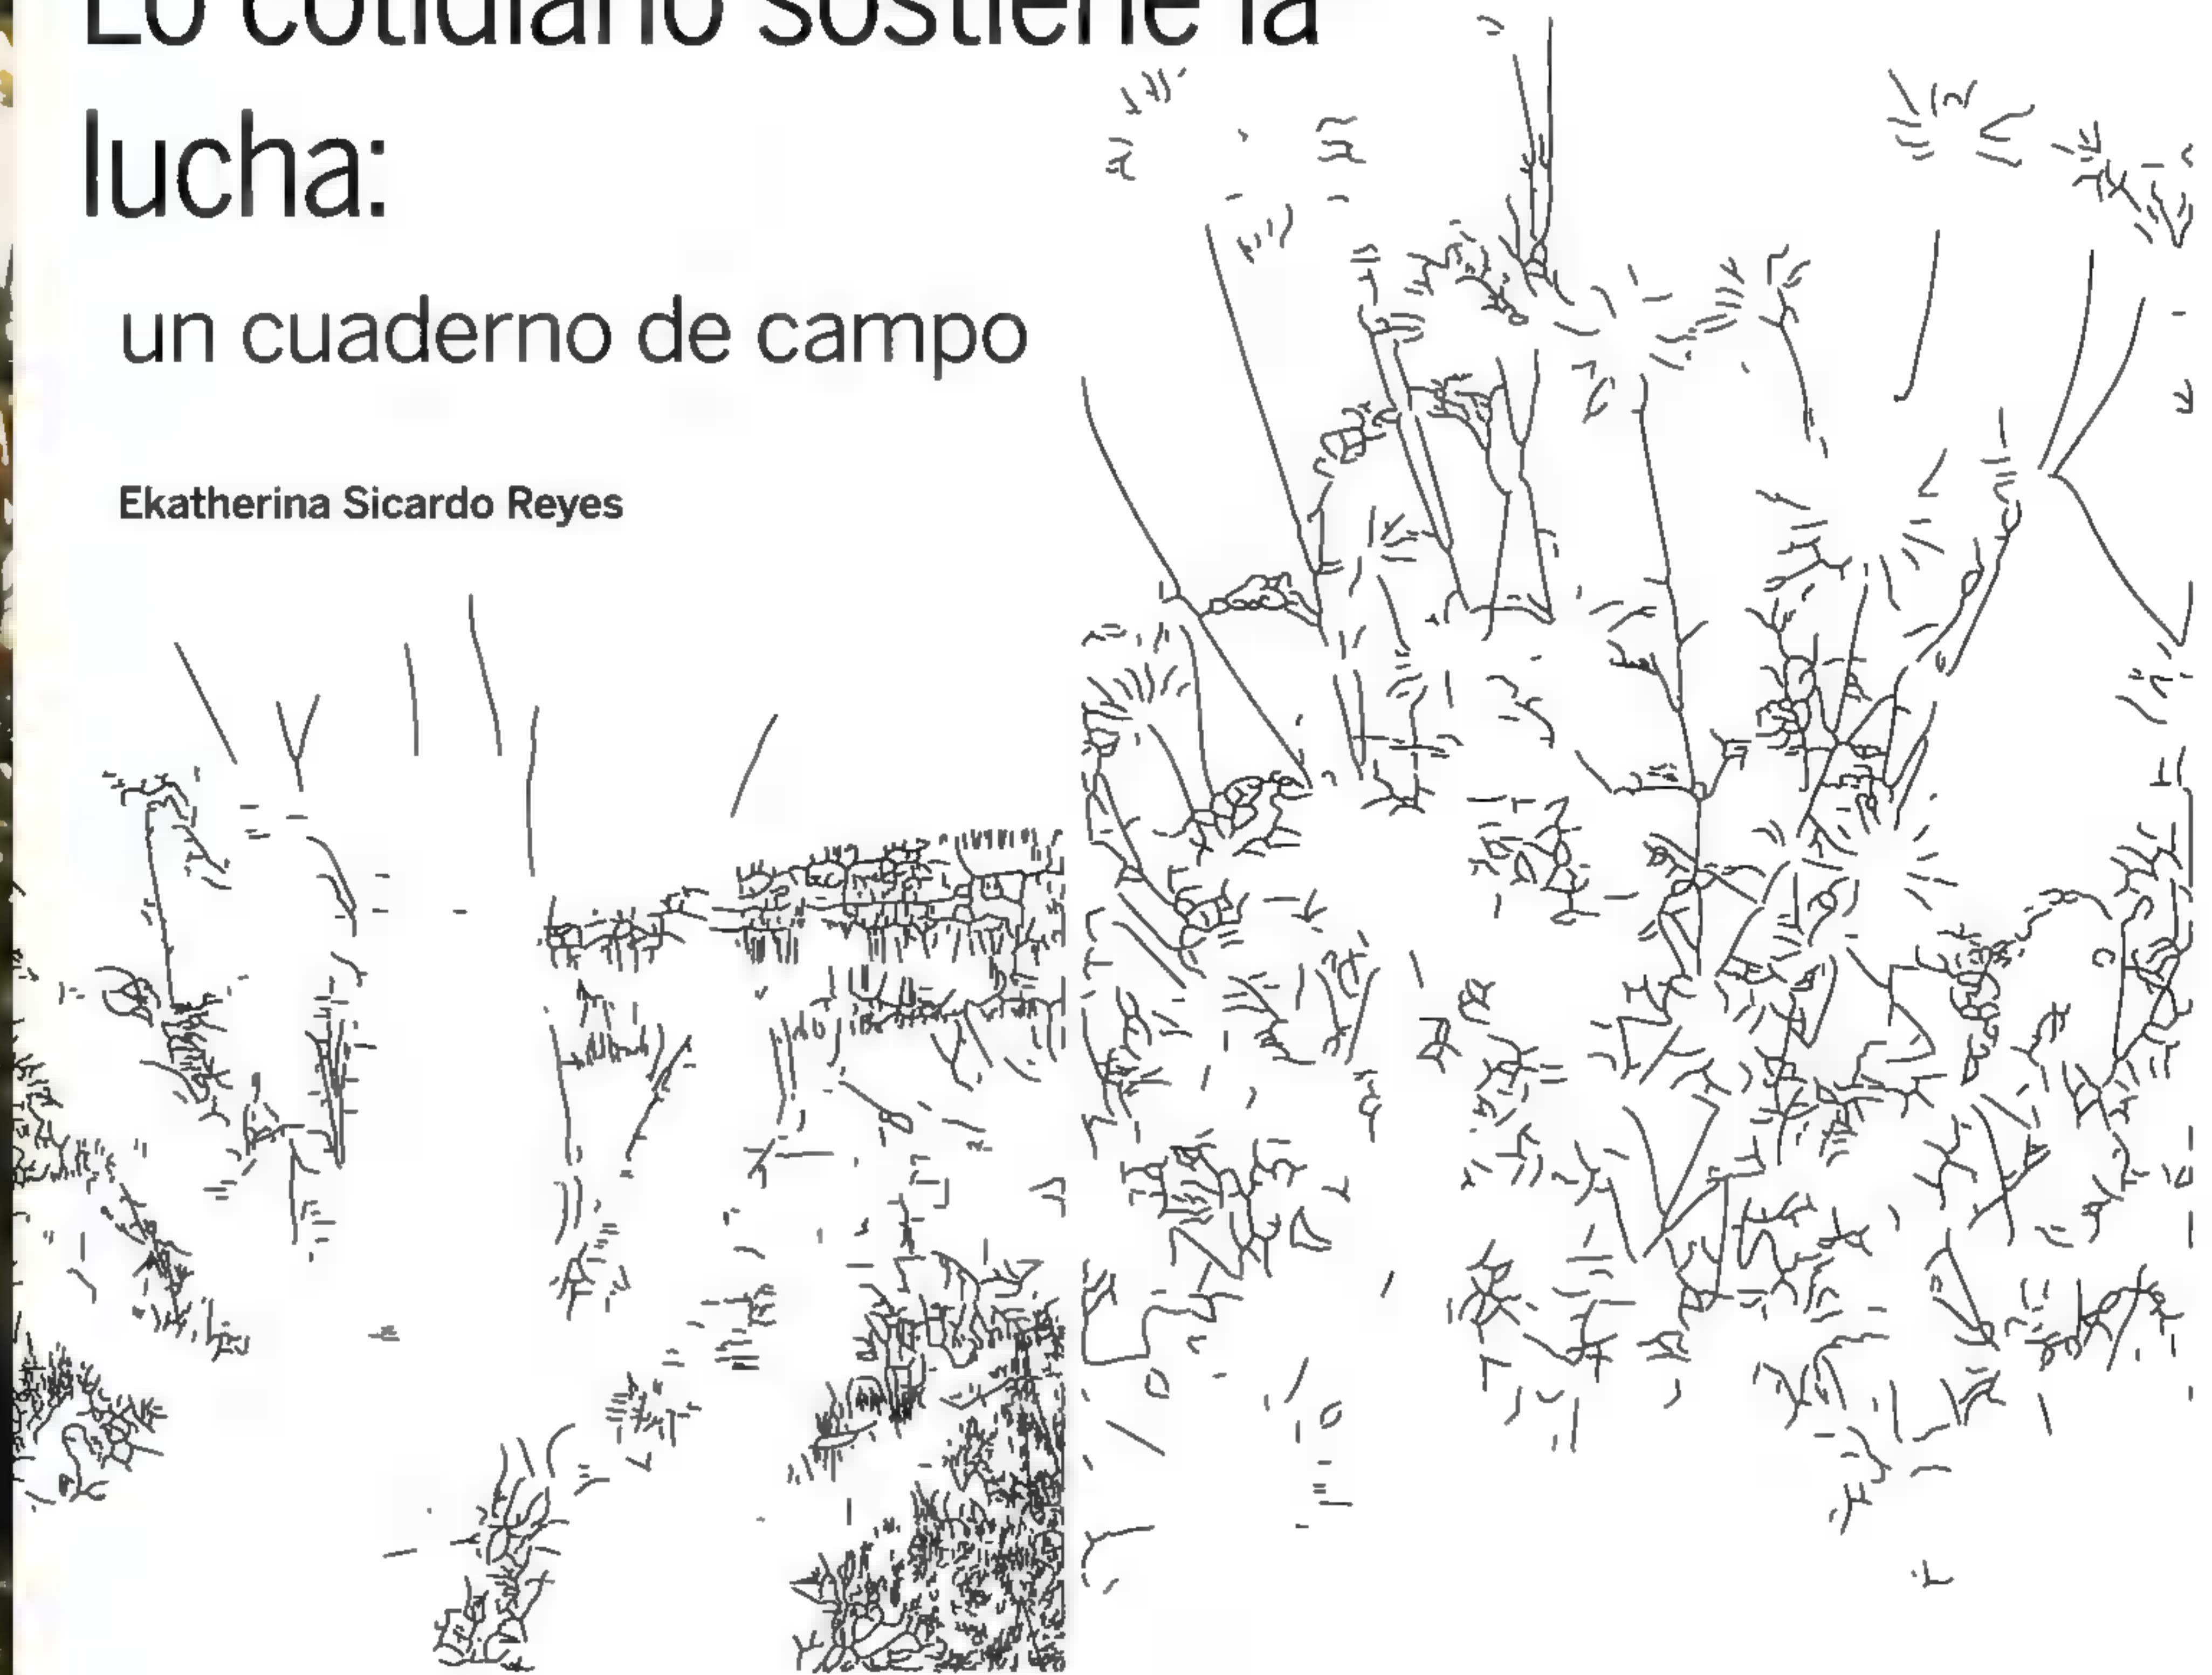 Lo cotidiano sostiene la
lucha:
un cuaderno de campo
Ekatherina Sicardo Reyes